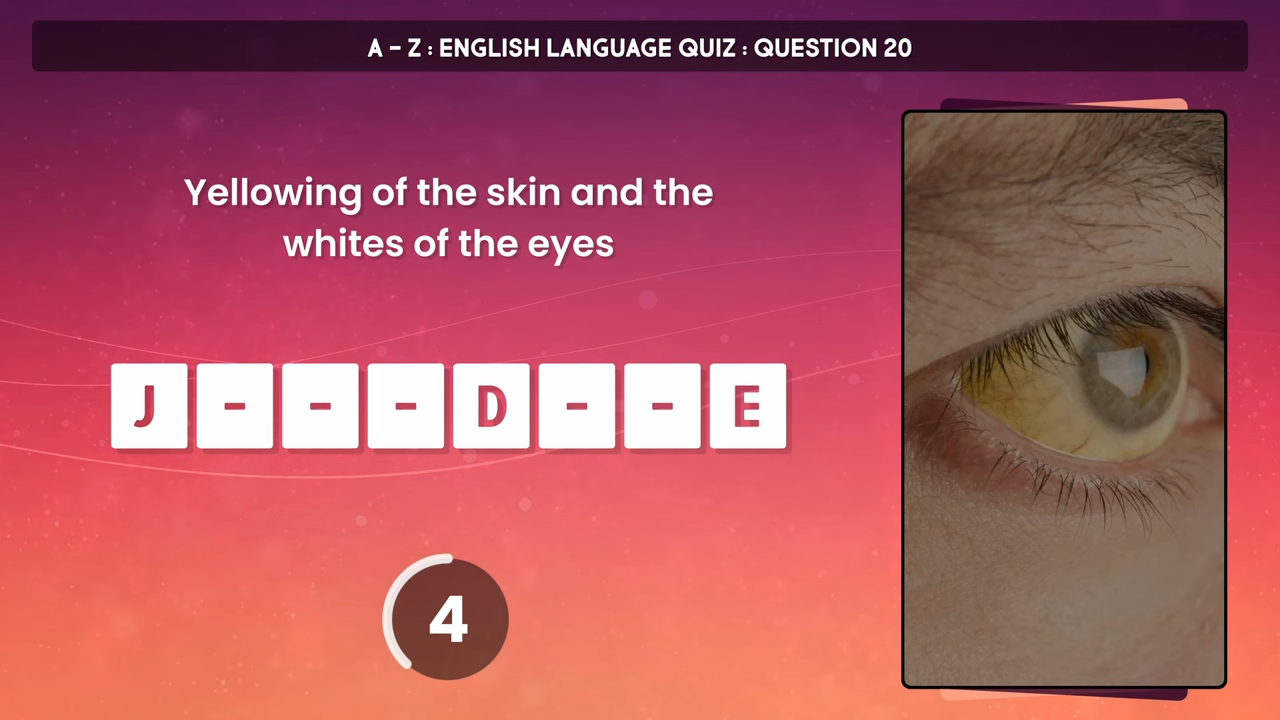 A - Z : ENGLISH LANGUAGE QUIZ : QUESTION 20
Yellowing of the skin and the
whites of the eyes
J - - - D - - E
4